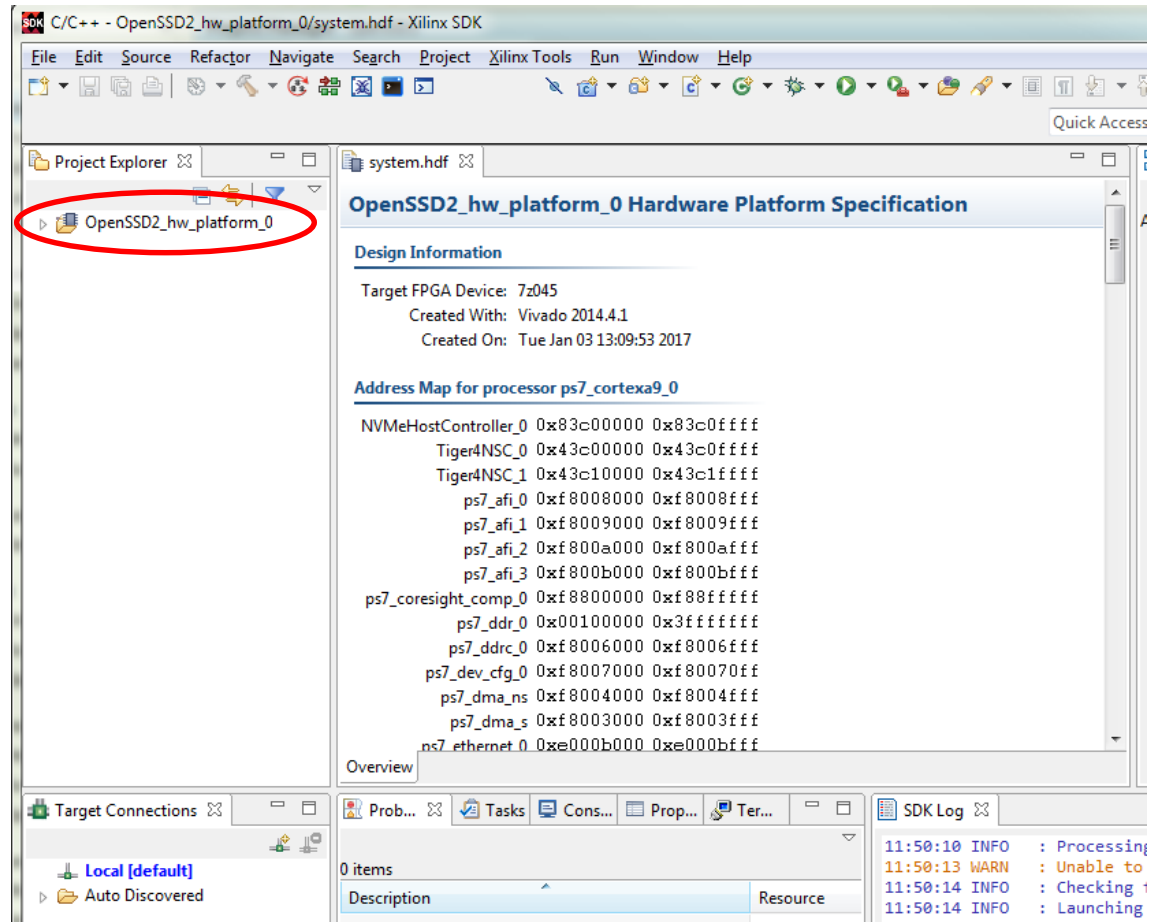 SDK C/C++ - OpenSSD2_hw_platform_0/system.hdf - Xilinx SDK
File Edit Source Refactor Navigate Search Project Xilinx Tools Run Window Help
Quick Access
Project Explorer
OpenSSD2_hw_platform_0
system.hdf
OpenSSD2_hw_platform_0 Hardware Platform Specification
Design Information
Target FPGA Device: 7z045
Created With: Vivado 2014.4.1
Created On: Tue Jan 03 13:09:53 2017
Address Map for processor ps7_cortexa9_0
NVMeHostController_0 0x83c00000 0x83c0ffff
Tiger4NSC_0 0x43c00000 0x43c0ffff
Tiger4NSC_1 0x43c10000 0x43c1ffff
ps7_afi_0 0xf8008000 0xf8008fff
ps7_afi_1 0xf8009000 0xf8009fff
ps7_afi_2 0xf800a000 0xf800afff
ps7_afi_3 0xf800b000 0xf800bfff
ps7_coresight_comp_0 0xf8800000 0xf88fffff
ps7_ddr_0 0x00100000 0x3fffffff
ps7_ddrc_0 0xf8006000 0xf8006fff
ps7_dev_cfg_0 0xf8007000 0xf80070ff
ps7_dma_ns 0xf8004000 0xf8004fff
ps7_dma_s 0xf8003000 0xf8003fff
ps7_ethernet_0 0xe000b000 0xe000bfff
Overview
Target Connections
Local [default]
Auto Discovered
Prob... Tasks Cons... Prop... Ter...
0 items
Description Resource
SDK Log
11:50:10 INFO : Processing
11:50:13 WARN : Unable to
11:50:14 INFO : Checking
11:50:14 INFO : Launching